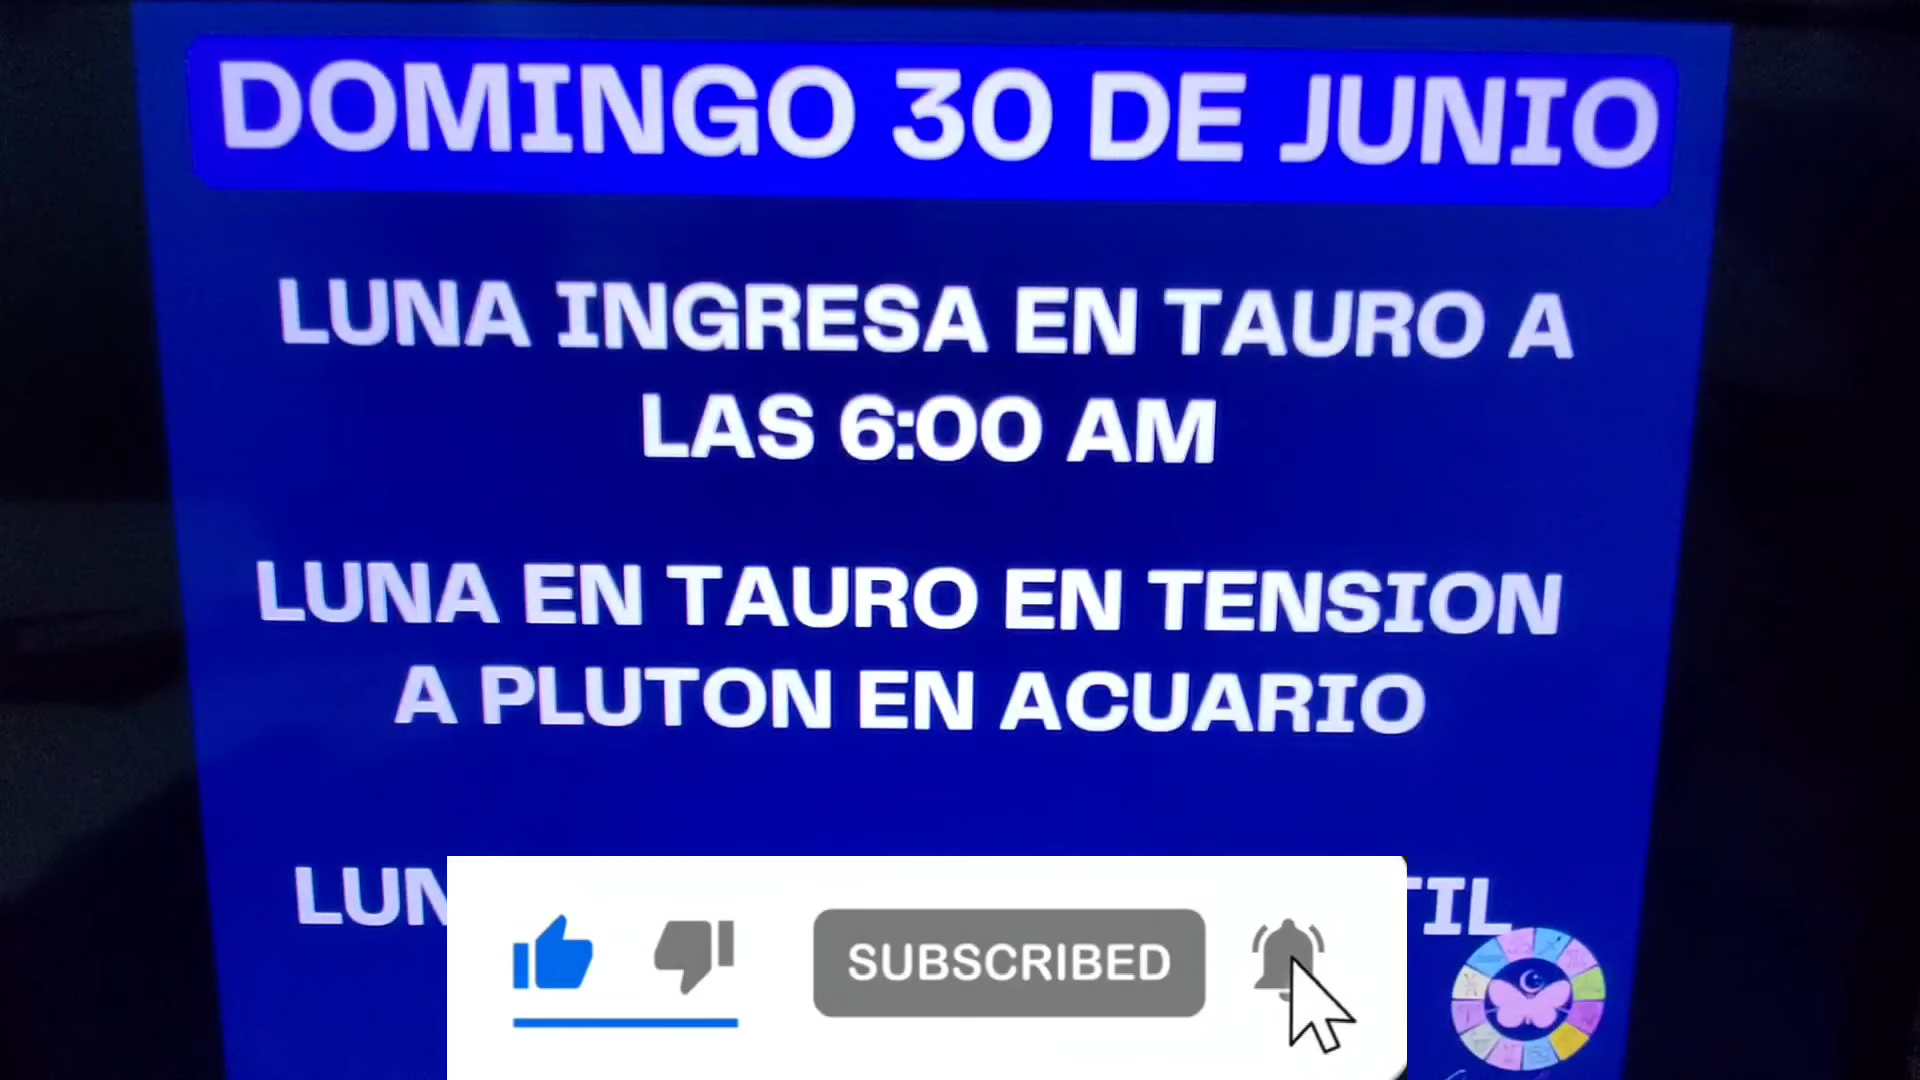 DOMINGO 30 DE JUNIO
LUNA INGRESA EN TAURO A
LAS 6:00 AM
LUNA EN TAURO EN TENSION
A PLUTON EN ACUARIO
SUBSCRIBED